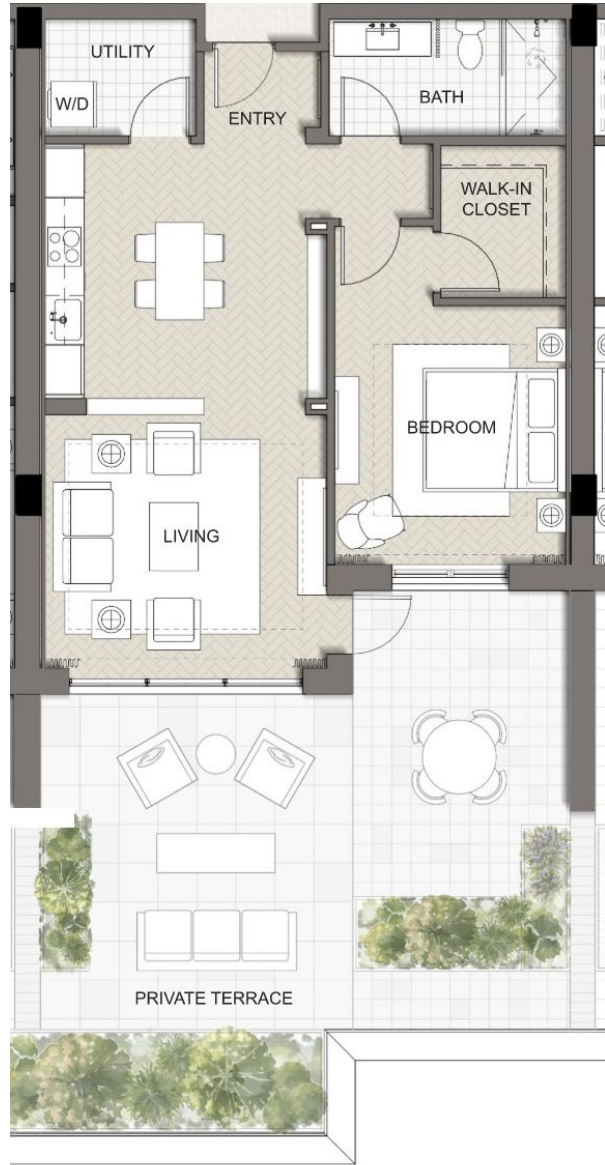 UTILITY
W/D
ENTRY
BATH
WALK-IN
CLOSET
BEDROOM
LIVING
PRIVATE TERRACE